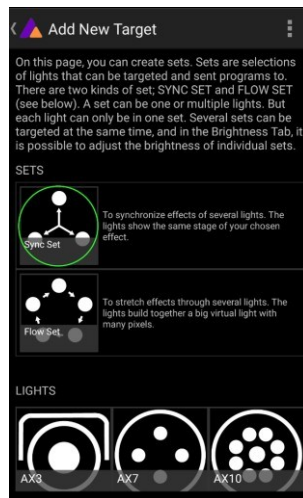 Add New Target
On this page, you can create sets. Sets are selections
of lights that can be targeted and sent programs to.
There are two kinds of set; SYNC SET and FLOW SET
(see below). A set can be one or multiple lights. But
each light can only be in one set. Several sets can be
targeted at the same time, and in the Brightness Tab, it
is possible to adjust the brightness of individual sets.
SETS
To synchronize effects of several lights. The
lights show the same stage of your chosen
effect.
Sync Set
To stretch effects through several lights. The
lights build together a big virtual light with
many pixels.
Flow Set
LIGHTS
AX3
AX7
AX10